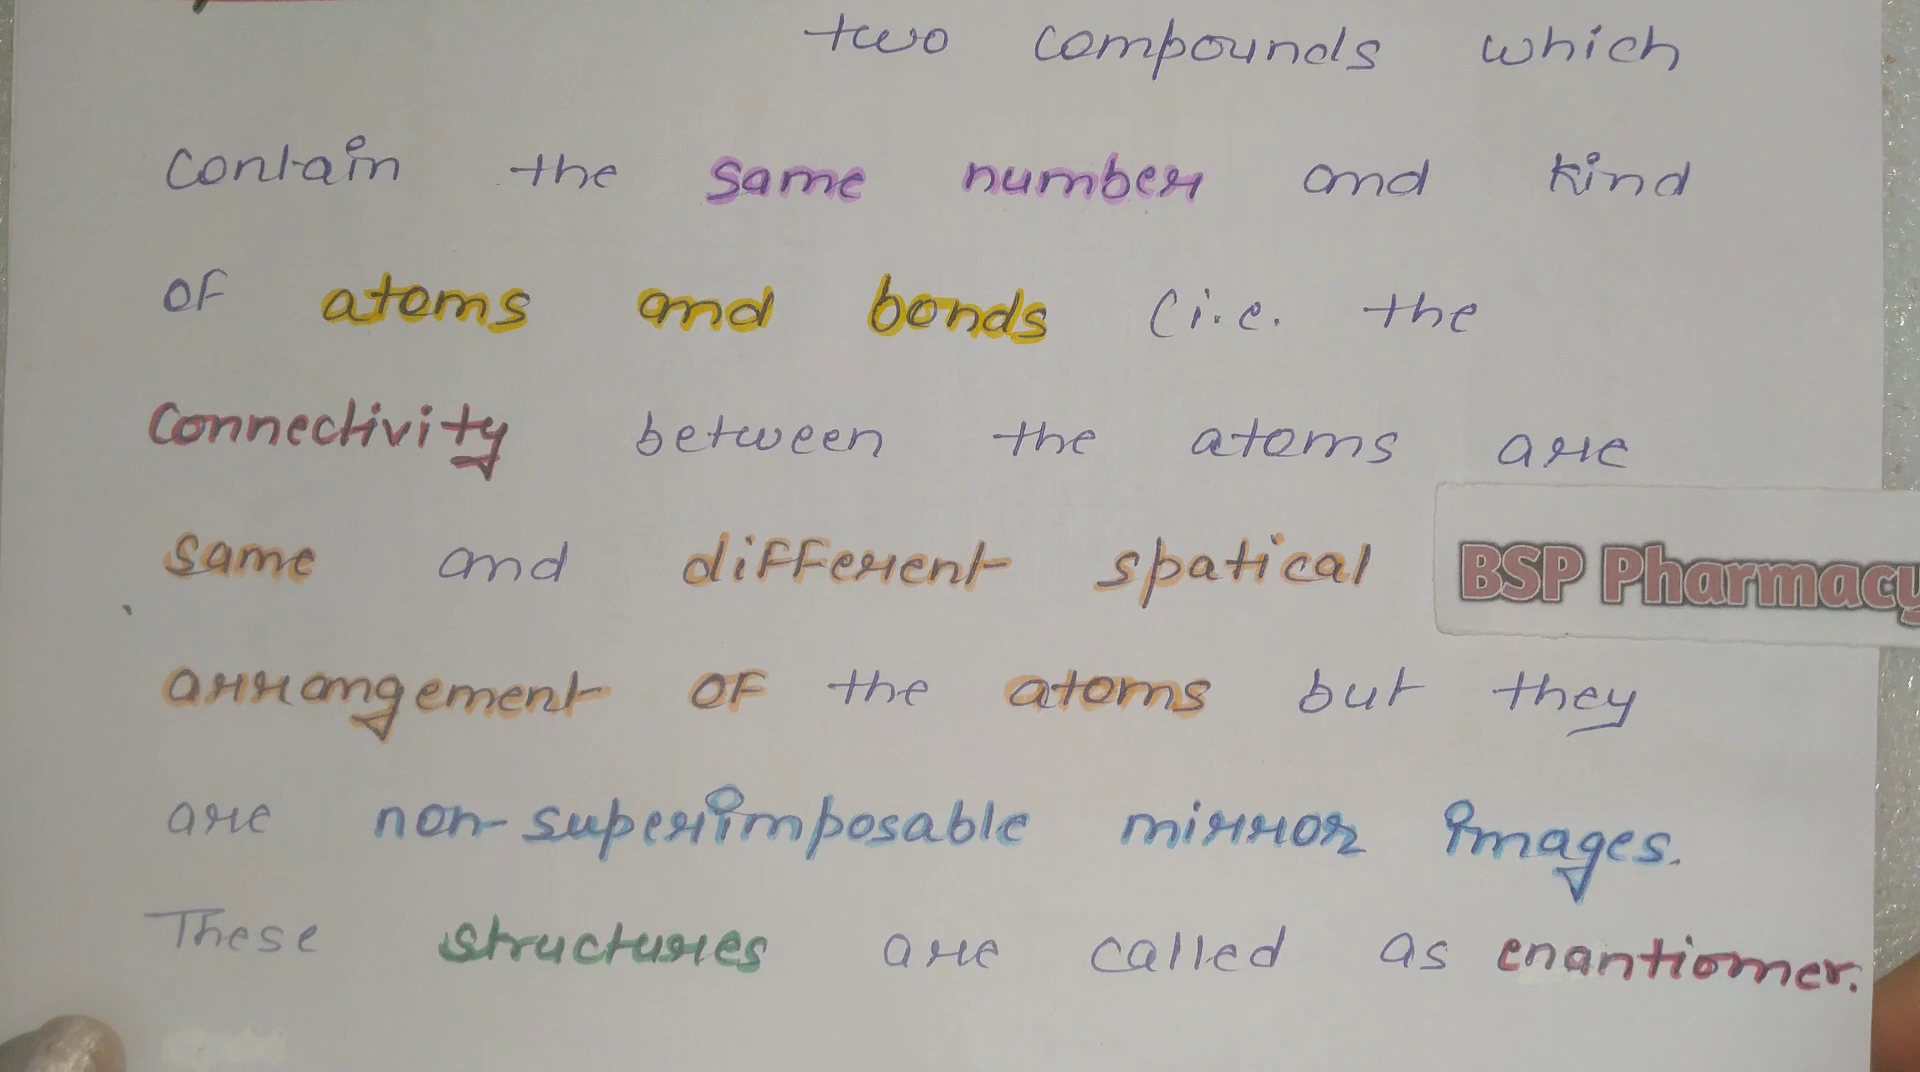 two compounds which
contain the same number and kind
of atoms and bonds (i.e. the
connectivity between the atoms are
same and different spatical
BSP Pharmacy
arrangement of the atoms but they
are non-superimposable mirror images.
These structures are called as enantiomer.